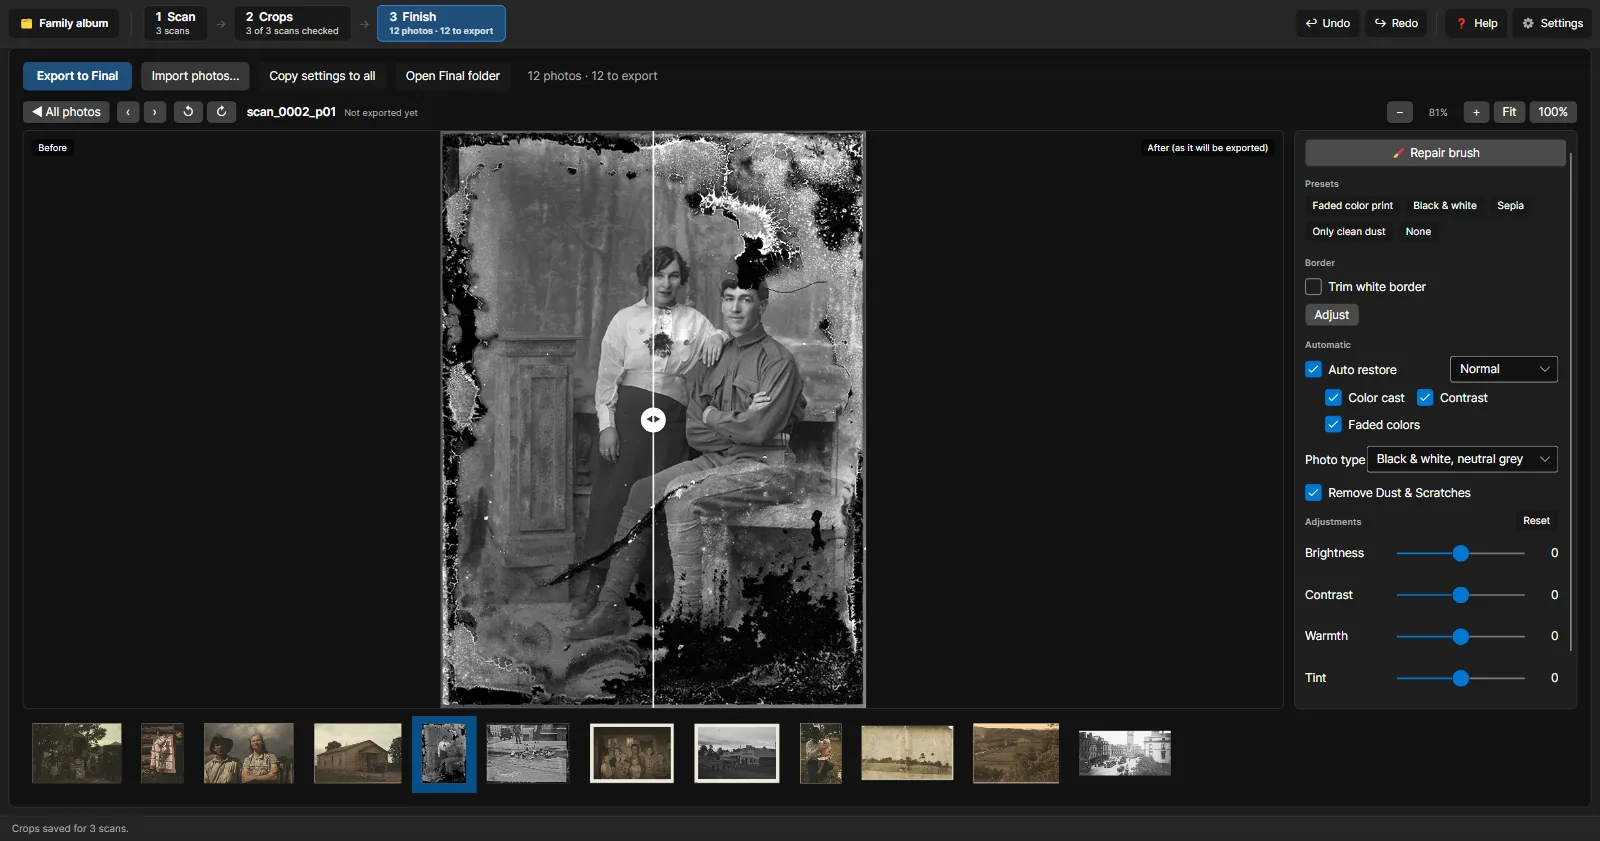 Family album
1 Scan
3 scans
2 Crops
3 of 3 scans checked
3 Finish
12 photos · 12 to export
Undo
Redo
Help
Settings
Export to Final
Import photos...
Copy settings to all
Open Final folder
12 photos · 12 to export
All photos
scan_0002_p01
Not exported yet
81%
Fit
100%
Before
After (as it will be exported)
Repair brush
Presets
Faded color print
Black & white
Sepia
Only clean dust
None
Border
Trim white border
Adjust
Automatic
Auto restore
Normal
Color cast
Contrast
Faded colors
Photo type
Black & white, neutral grey
Remove Dust & Scratches
Adjustments
Reset
Brightness
0
Contrast
0
Warmth
0
Tint
0
Crops saved for 3 scans.